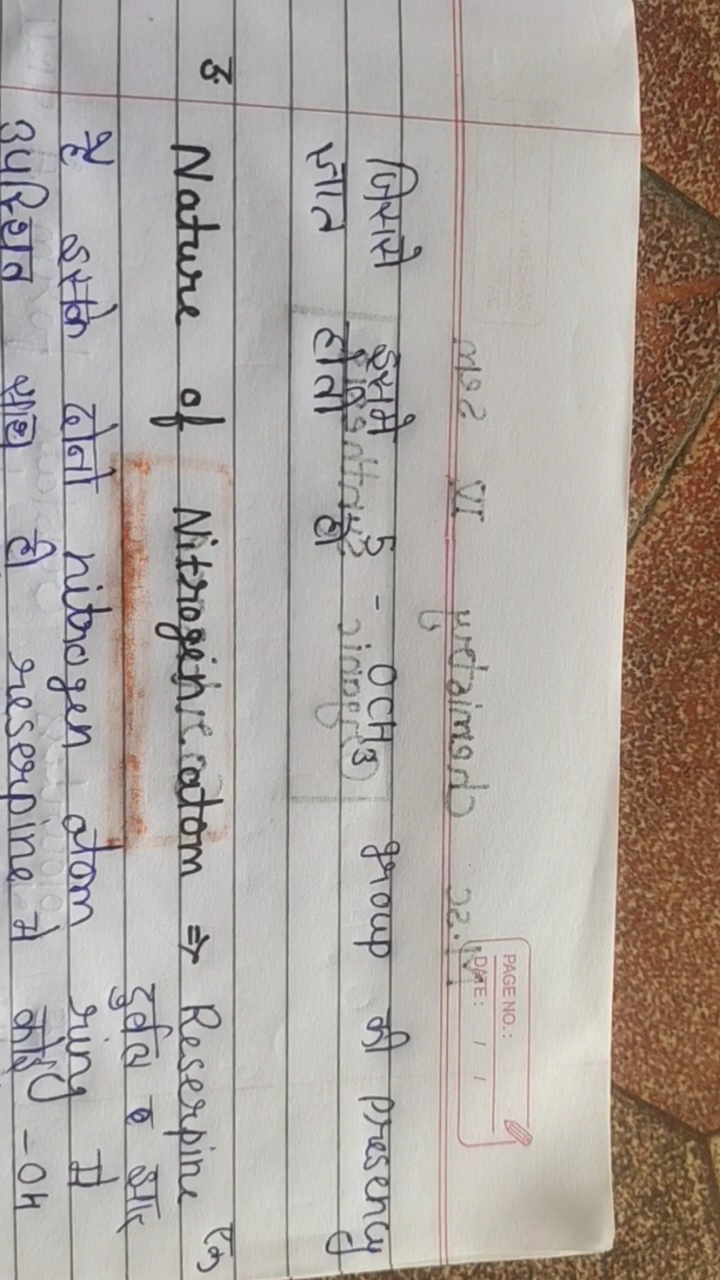 PAGE NO.:
DATE: / /
जिससे इसमे 5 - OCH3 group की presency
ज्ञात होती है
3. Nature of Nitrogen atom ⇒ Reserpine एक
दुर्बल क्षार
है इसके दोनो nitrogen atom ring मे
उपस्थित साथ ही reserpine मे कोई -OH